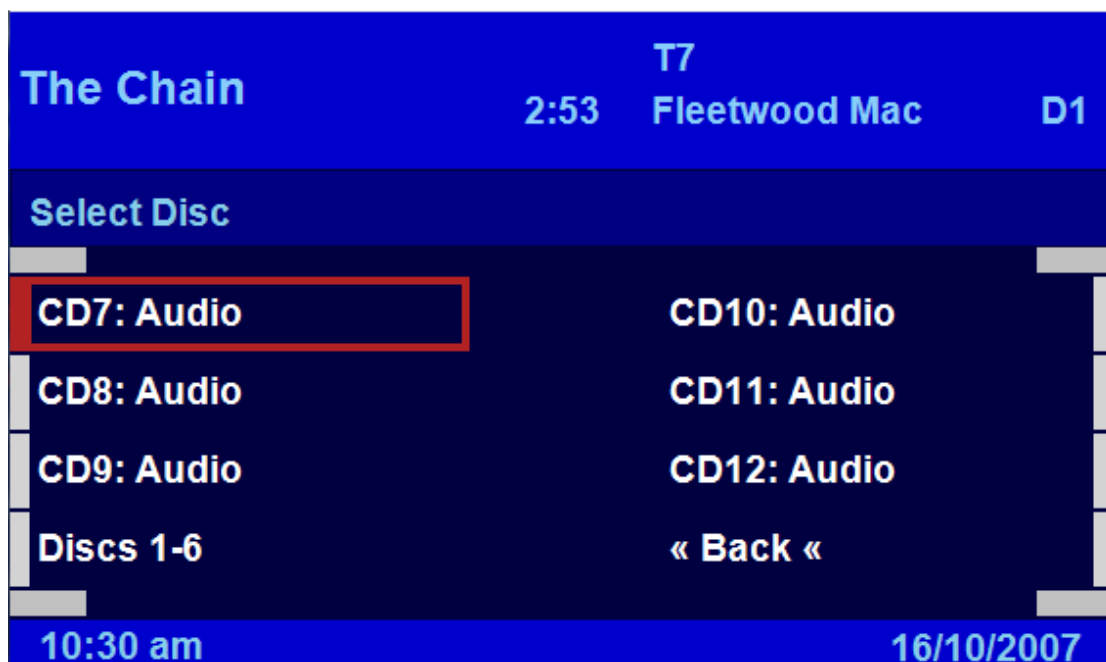 The Chain
T7
2:53 Fleetwood Mac D1
Select Disc
CD7: Audio CD10: Audio
CD8: Audio CD11: Audio
CD9: Audio CD12: Audio
Discs 1-6 « Back «
10:30 am 16/10/2007